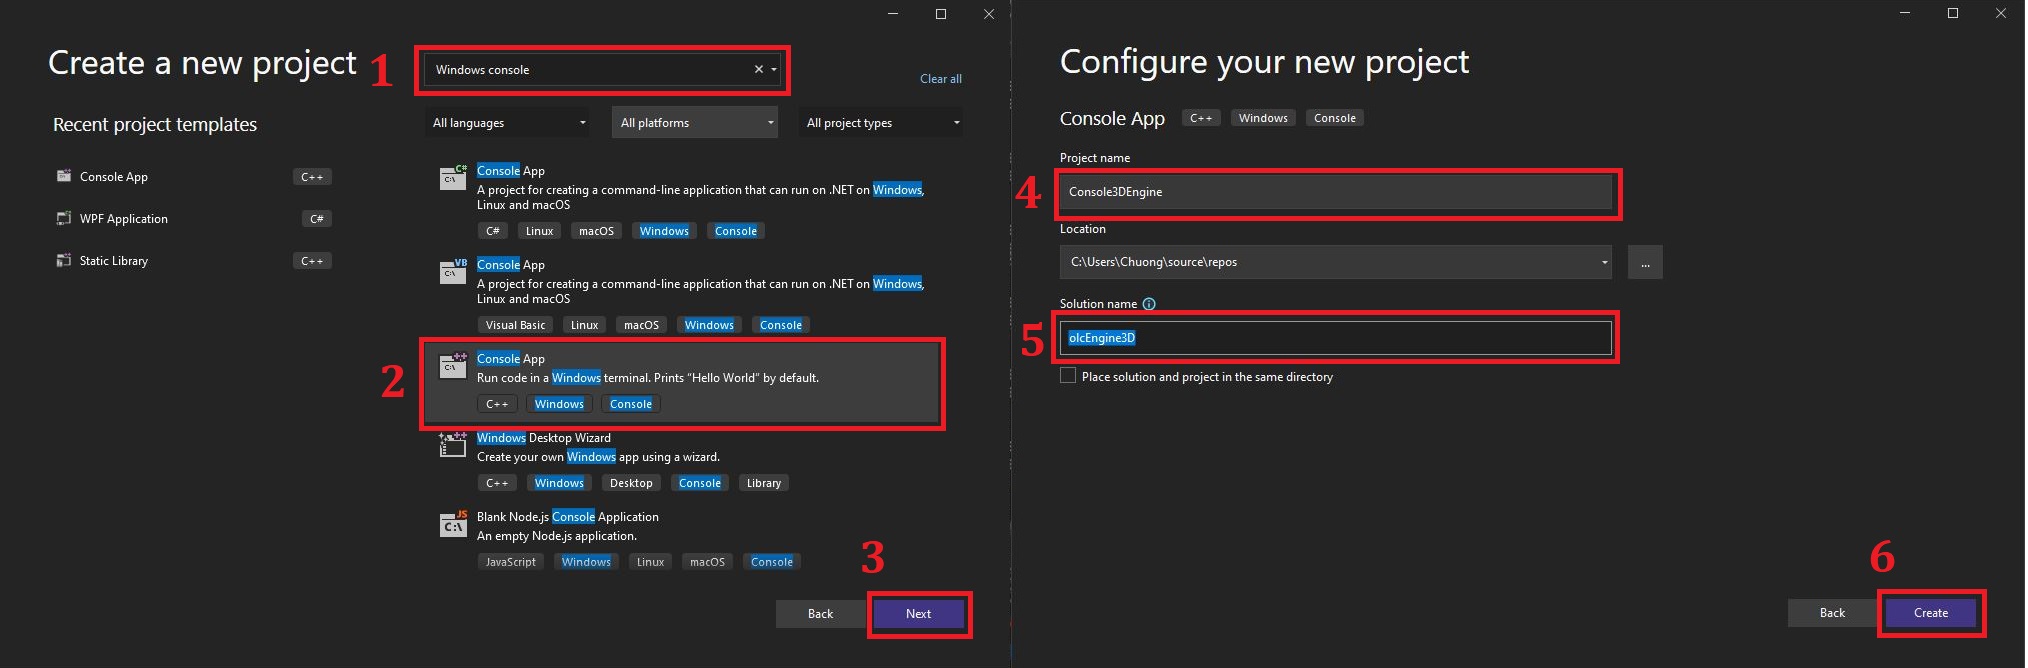 Create a new project
1
Windows console
Clear all
Recent project templates
All languages
All platforms
All project types
Console App
C++
WPF Application
C#
Static Library
C++
C#
C:\
Console App
A project for creating a command-line application that can run on .NET on Windows,
Linux and macOS
C#
Linux
macOS
Windows
Console
VB
C:\
Console App
A project for creating a command-line application that can run on .NET on Windows,
Linux and macOS
Visual Basic
Linux
macOS
Windows
Console
2
++
C:\
Console App
Run code in a Windows terminal. Prints "Hello World" by default.
C++
Windows
Console
++
Windows Desktop Wizard
Create your own Windows app using a wizard.
C++
Windows
Desktop
Console
Library
JS
C:\
Blank Node.js Console Application
An empty Node.js application.
JavaScript
Windows
Linux
macOS
Console
3
Back
Next
Configure your new project
Console App
C++
Windows
Console
Project name
4
Console3DEngine
Location
C:\Users\Chuong\source\repos
...
Solution name
5
olcEngine3D
Place solution and project in the same directory
6
Back
Create